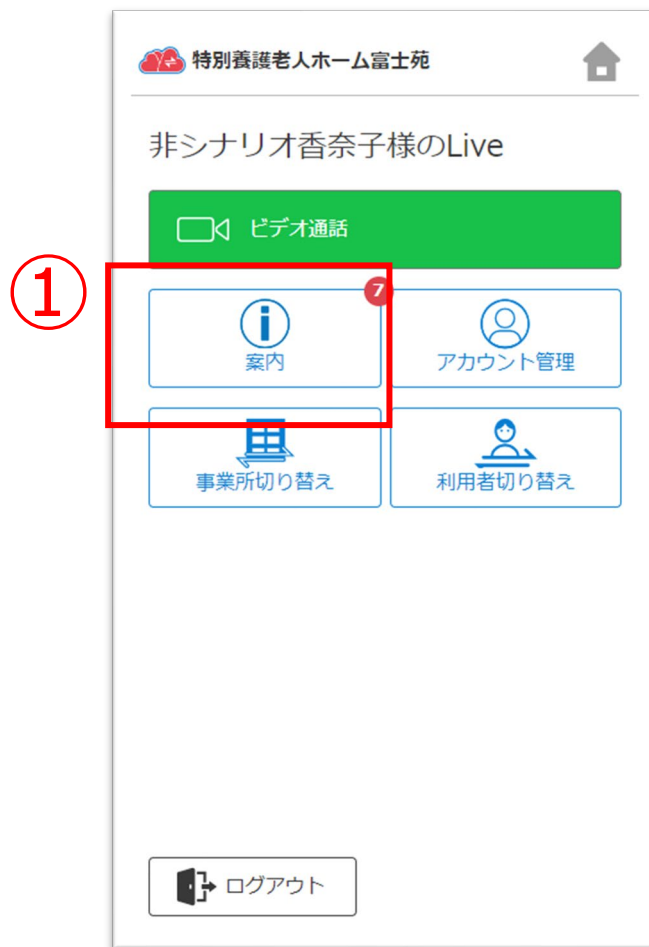 特別養護老人ホーム富士苑
非シナリオ香奈子様のLive
ビデオ通話
①
7
案内
アカウント管理
事業所切り替え
利用者切り替え
ログアウト